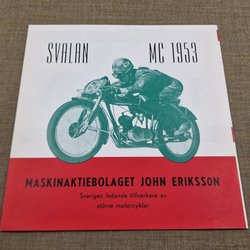 SVALAN MC 1953
MASKINAKTIEBOLAGET JOHN ERIKSSON
Sveriges ledande tillverkare av
större motorcyklar